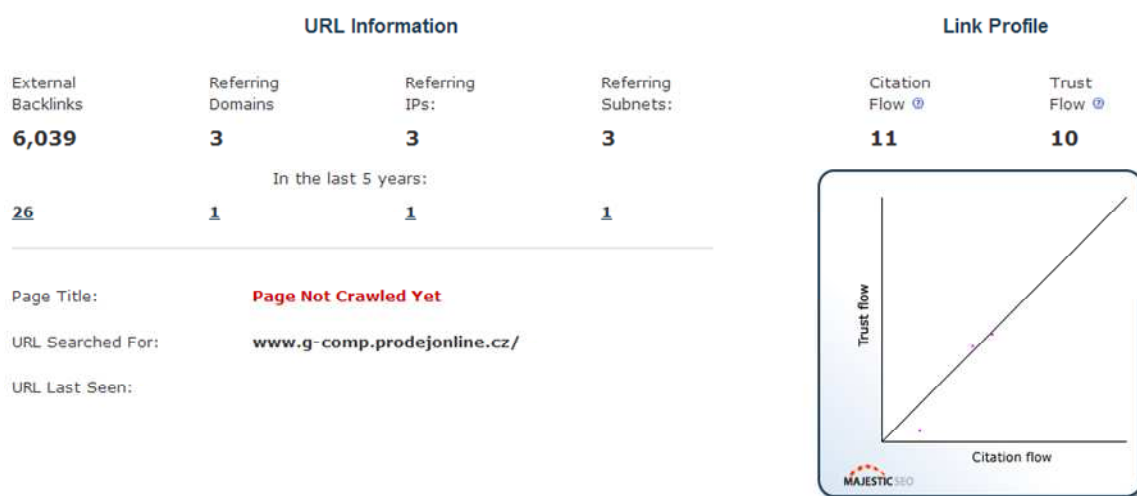 URL Information
External Backlinks
Referring Domains
Referring IPs:
Referring Subnets:
6,039
3
3
3
In the last 5 years:
26
1
1
1
Page Title:
Page Not Crawled Yet
URL Searched For:
www.g-comp.prodejonline.cz/
URL Last Seen:
Link Profile
Citation Flow
Trust Flow
11
10
Trust flow
Citation flow
MAJESTIC SEO